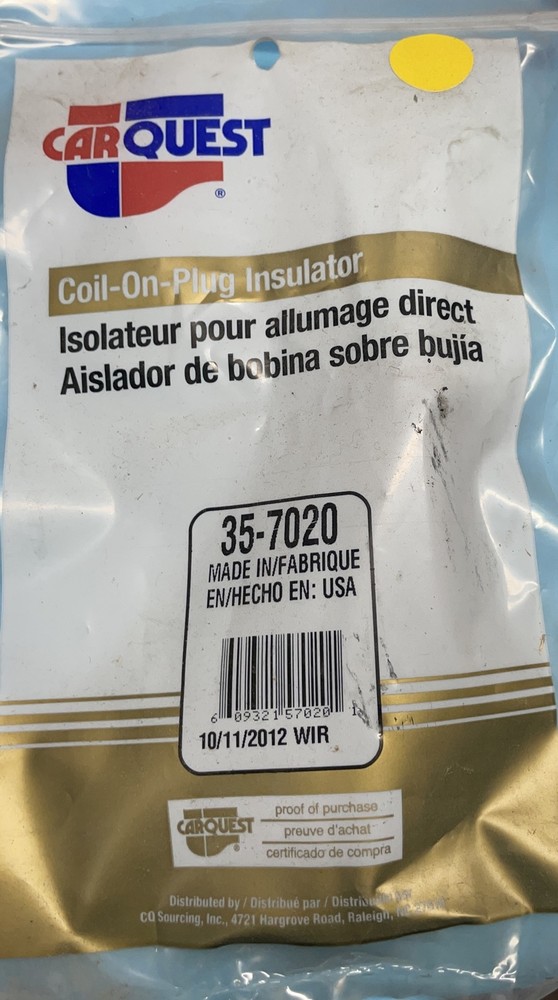 CARQUEST
®
Coil-On-Plug Insulator
Isolateur pour allumage direct
Aislador de bobina sobre bujía
35-7020
MADE IN/FABRIQUE
EN/HECHO EN: USA
6 09321 57020 1
10/11/2012 WIR
CARQUEST
®
proof of purchase
preuve d'achat
certificado de compra
Distributed by / Distribué par /
CQ Sourcing, Inc., 4721 Hargrove Road, Raleigh,